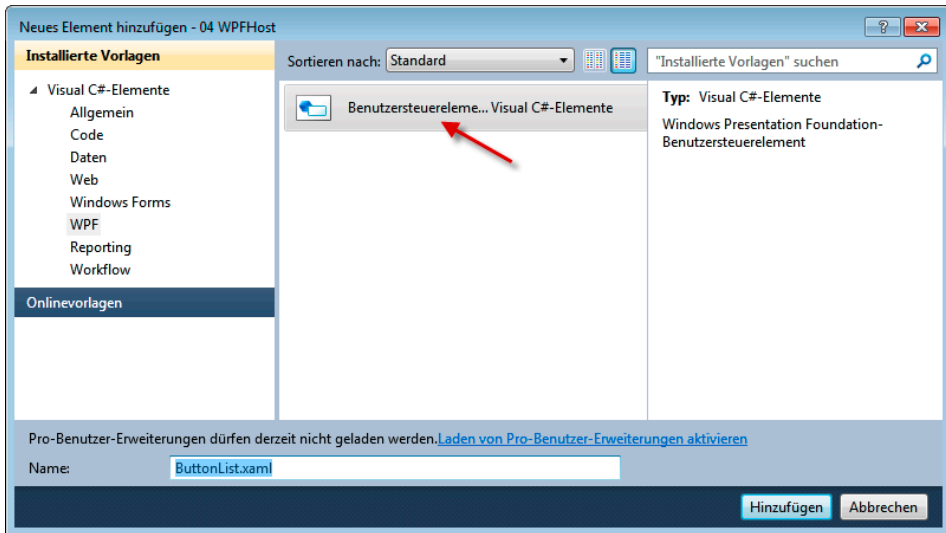 Neues Element hinzufügen - 04 WPFHost
Installierte Vorlagen
Sortieren nach: Standard
"Installierte Vorlagen" suchen
Visual C#-Elemente
Allgemein
Code
Daten
Web
Windows Forms
WPF
Reporting
Workflow
Onlinevorlagen
Benutzersteuereleme... Visual C#-Elemente
Typ: Visual C#-Elemente
Windows Presentation Foundation-
Benutzersteuerelement
Pro-Benutzer-Erweiterungen dürfen derzeit nicht geladen werden.Laden von Pro-Benutzer-Erweiterungen aktivieren
Name: ButtonList.xaml
Hinzufügen Abbrechen